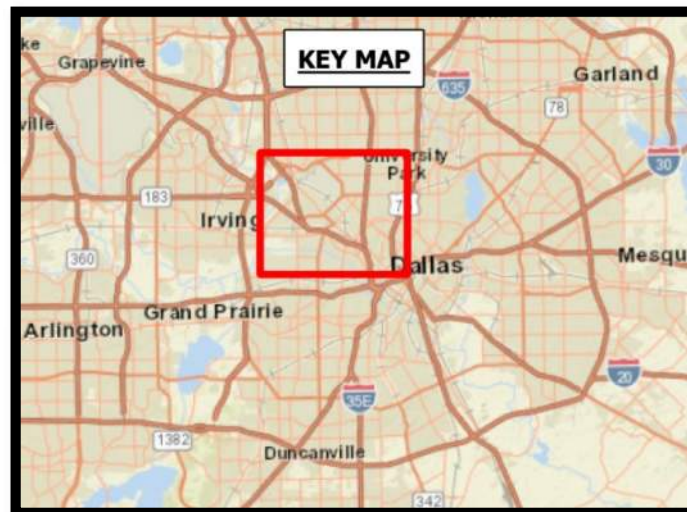 KEY MAP
Grapevine
Garland
635
78
ville
University
Park
30
183
Irving
7
360
Dallas
Mesqu
Grand Prairie
Arlington
20
35E
1382
Duncanville
342